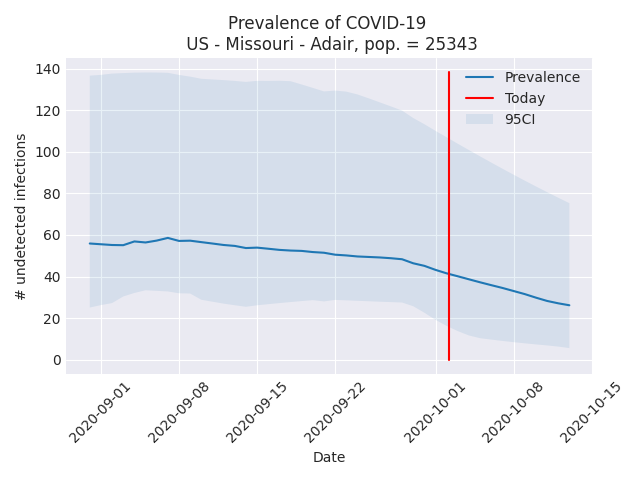 Prevalence of COVID-19
US - Missouri - Adair, pop. = 25343
140
120
100
80
60
40
20
0
# undetected infections
Prevalence
Today
95CI
2020-09-01
2020-09-08
2020-09-15
2020-09-22
2020-10-01
2020-10-08
2020-10-15
Date